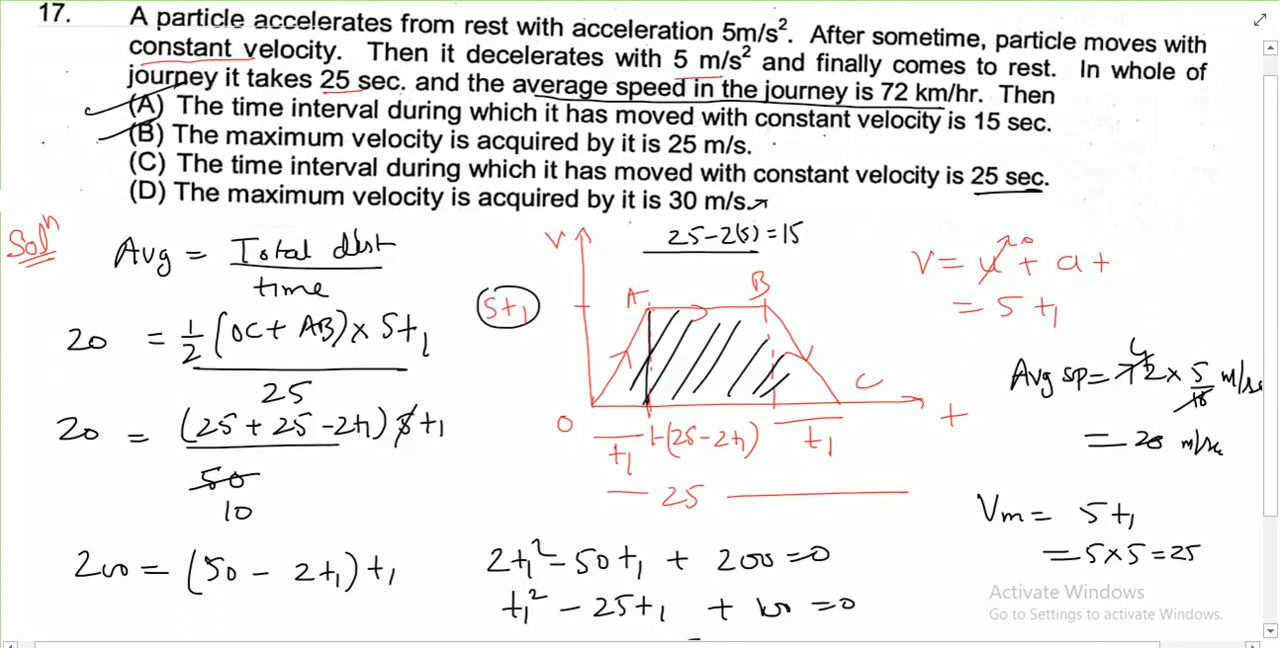 17. A particle accelerates from rest with acceleration 5m/s². After sometime, particle moves with
constant velocity. Then it decelerates with 5 m/s² and finally comes to rest. In whole of
journey it takes 25 sec. and the average speed in the journey is 72 km/hr. Then
(A) The time interval during which it has moved with constant velocity is 15 sec.
(B) The maximum velocity is acquired by it is 25 m/s.
(C) The time interval during which it has moved with constant velocity is 25 sec.
(D) The maximum velocity is acquired by it is 30 m/s.
Solⁿ
Avg = Total dist / time
20 = ½ (OC + AB) × 5t₁ / 25
20 = (25 + 25 - 2t₁) 5t₁ / 50
10
200 = (50 - 2t₁) t₁
25-2(5) = 15
V
5t₁
A
B
C
O
t
t₁
(25-2t₁)
t₁
25
2t₁² - 50t₁ + 200 = 0
t₁² - 25t₁ + 100 = 0
V = u + at
0
= 5t₁
Avg sp = 72 × 5/18 m/sec
4
= 20 m/sec
Vm = 5t₁
= 5×5 = 25
Activate Windows
Go to Settings to activate Windows.